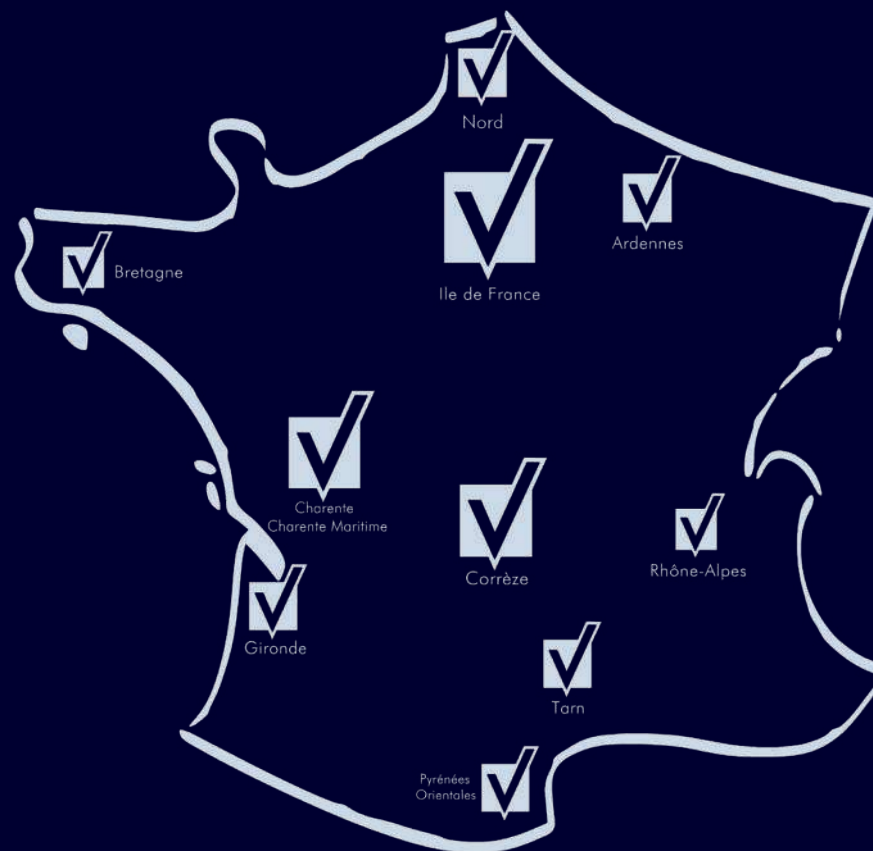 Nord
Ardennes
Bretagne
Ile de France
Charente
Charente Maritime
Corrèze
Rhône-Alpes
Gironde
Tarn
Pyrénées
Orientales